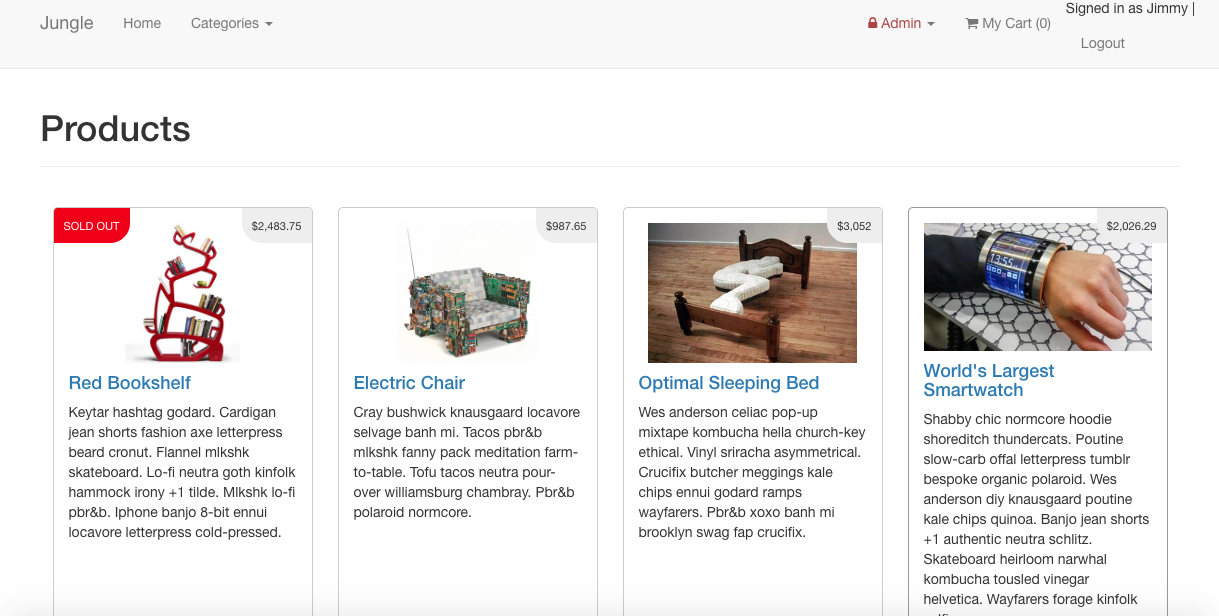 Jungle Home Categories Admin My Cart (0) Signed in as Jimmy |
Logout
Products
SOLD OUT $2,483.75
Red Bookshelf
Keytar hashtag godard. Cardigan
jean shorts fashion axe letterpress
beard cronut. Flannel mlkshk
skateboard. Lo-fi neutra goth kinfolk
hammock irony +1 tilde. Mlkshk lo-fi
pbr&b. Iphone banjo 8-bit ennui
locavore letterpress cold-pressed.
$987.65
Electric Chair
Cray bushwick knausgaard locavore
selvage banh mi. Tacos pbr&b
mlkshk fanny pack meditation farm-
to-table. Tofu tacos neutra pour-
over williamsburg chambray. Pbr&b
polaroid normcore.
$3,052
Optimal Sleeping Bed
Wes anderson celiac pop-up
mixtape kombucha hella church-key
ethical. Vinyl sriracha asymmetrical.
Crucifix butcher meggings kale
chips ennui godard ramps
wayfarers. Pbr&b xoxo banh mi
brooklyn swag fap crucifix.
$2,026.29
13:55
World's Largest
Smartwatch
Shabby chic normcore hoodie
shoreditch thundercats. Poutine
slow-carb offal letterpress tumblr
bespoke organic polaroid. Wes
anderson diy knausgaard poutine
kale chips quinoa. Banjo jean shorts
+1 authentic neutra schlitz.
Skateboard heirloom narwhal
kombucha tousled vinegar
helvetica. Wayfarers forage kinfolk